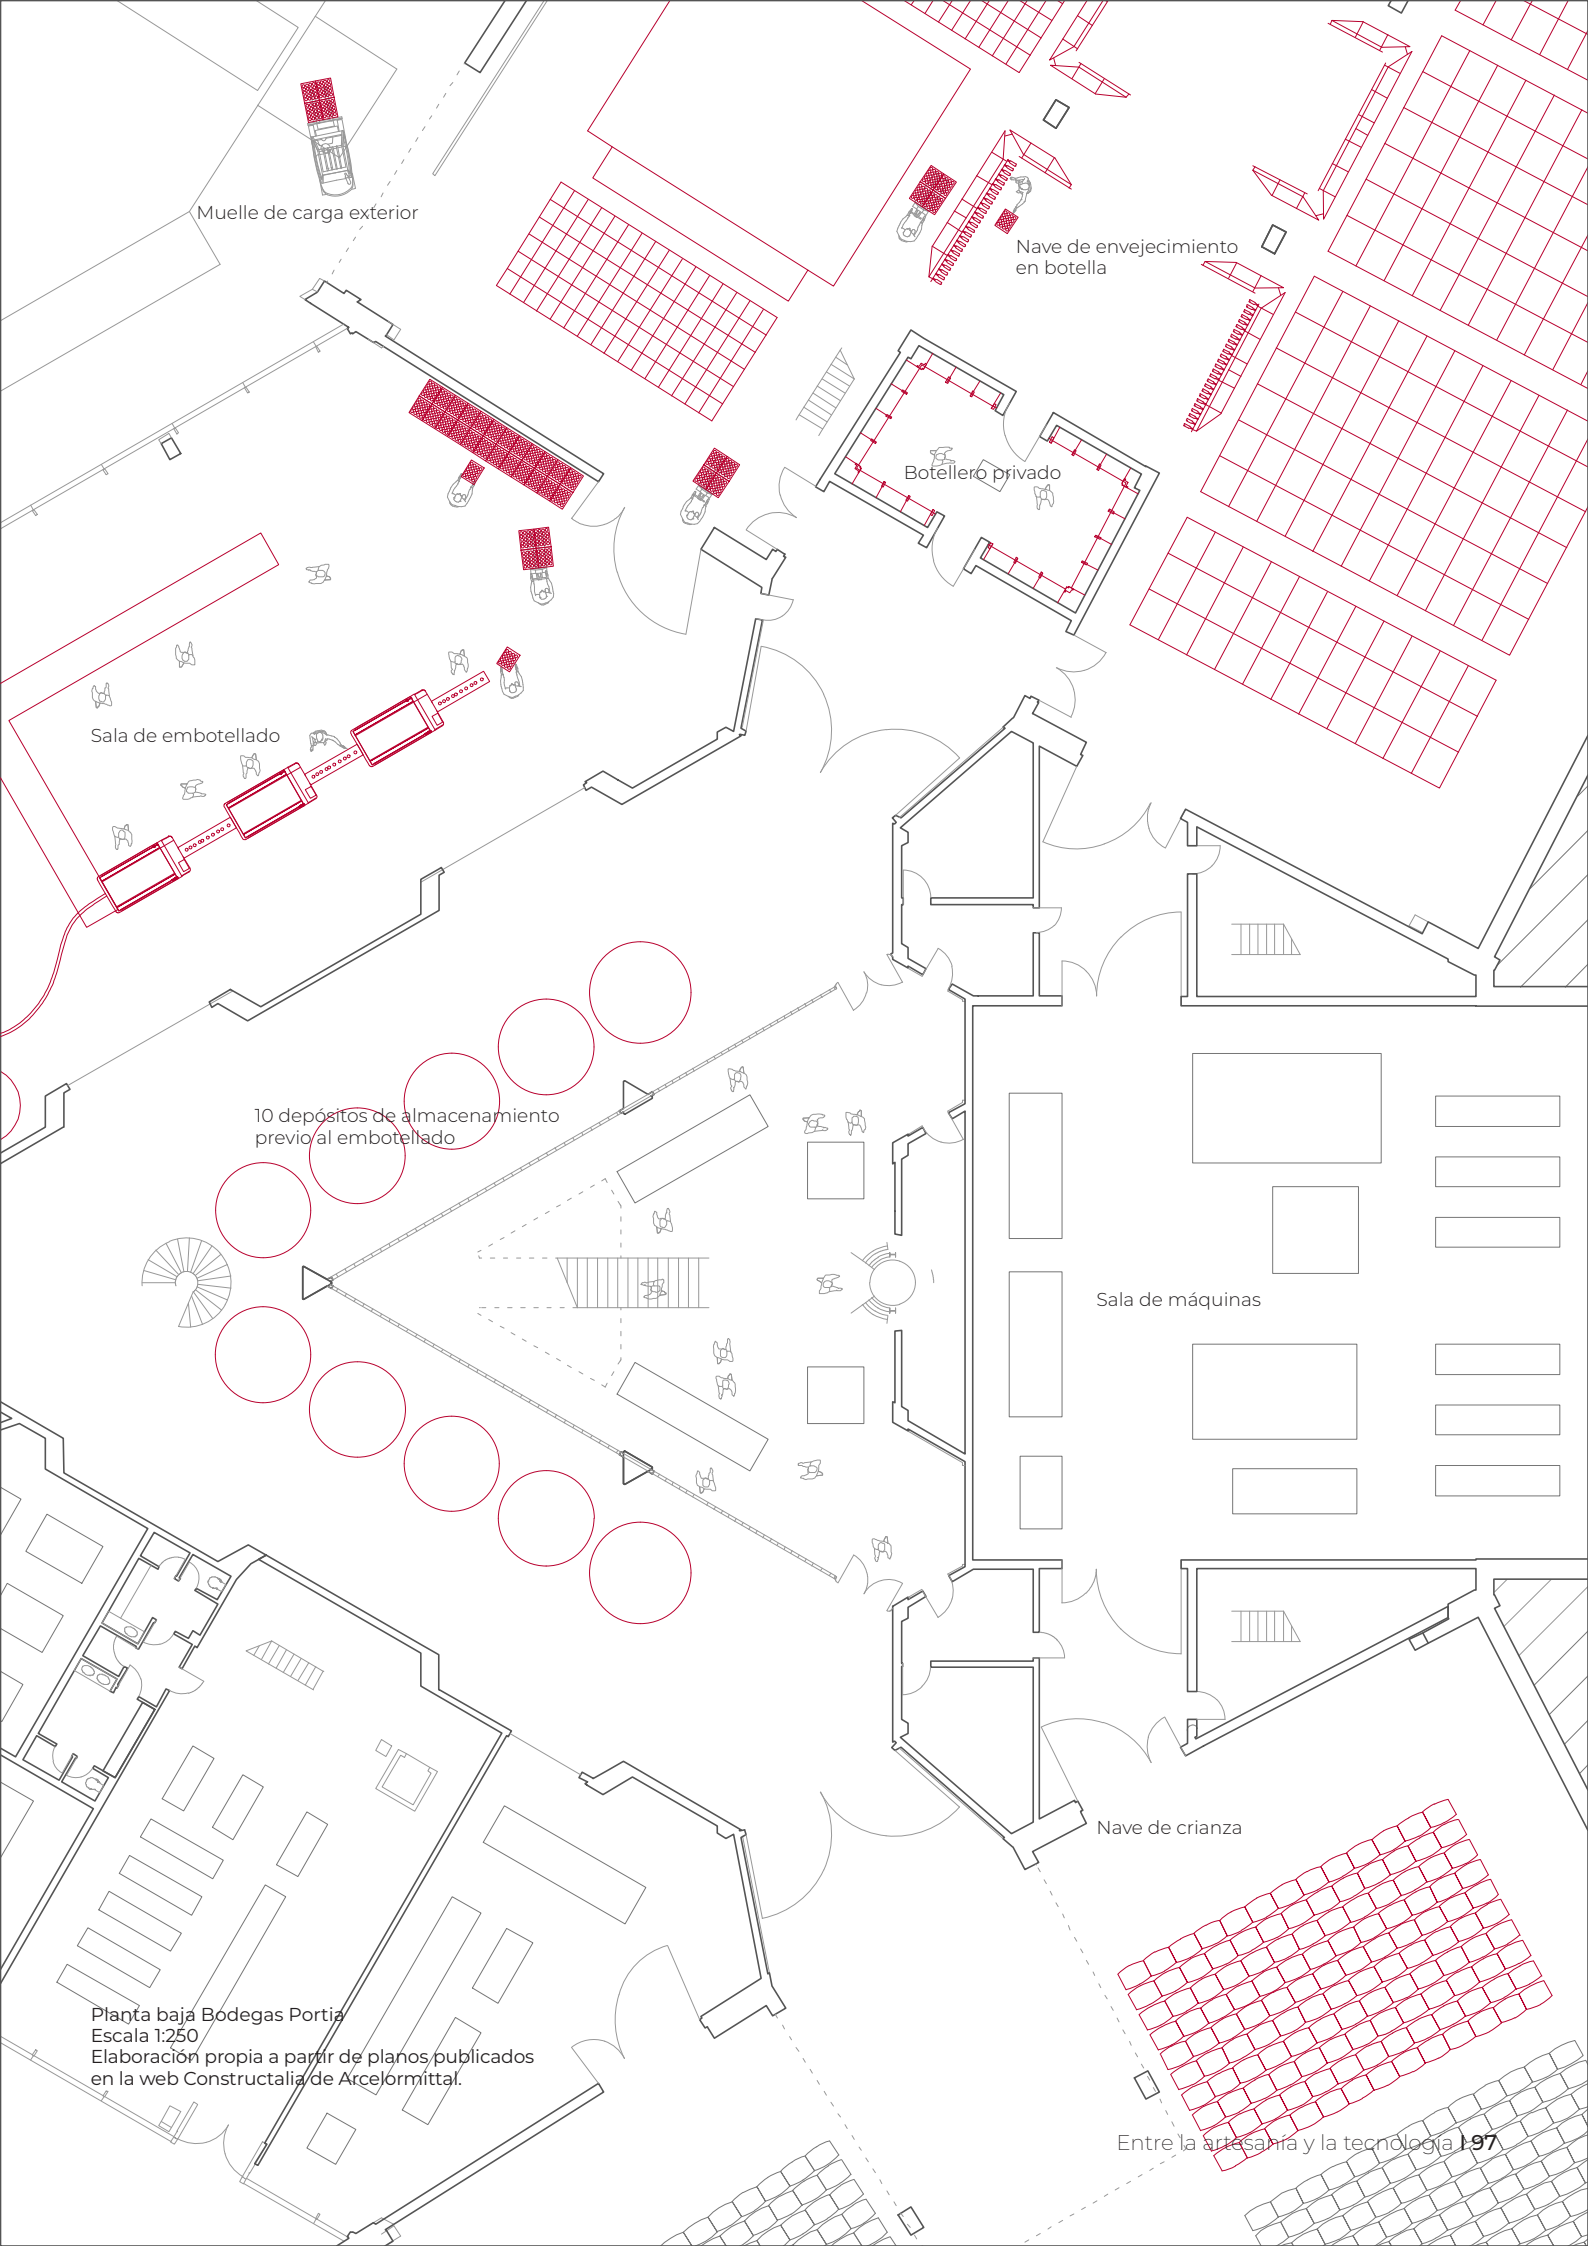 Muelle de carga exterior
Nave de envejecimiento
en botella
Botellero privado
Sala de embotellado
10 depósitos de almacenamiento
previo al embotellado
Sala de máquinas
Nave de crianza
Planta baja Bodegas Portia
Escala 1:250
Elaboración propia a partir de planos publicados
en la web Constructalia de Arcelormittal.
Entre la artesanía y la tecnología | 97